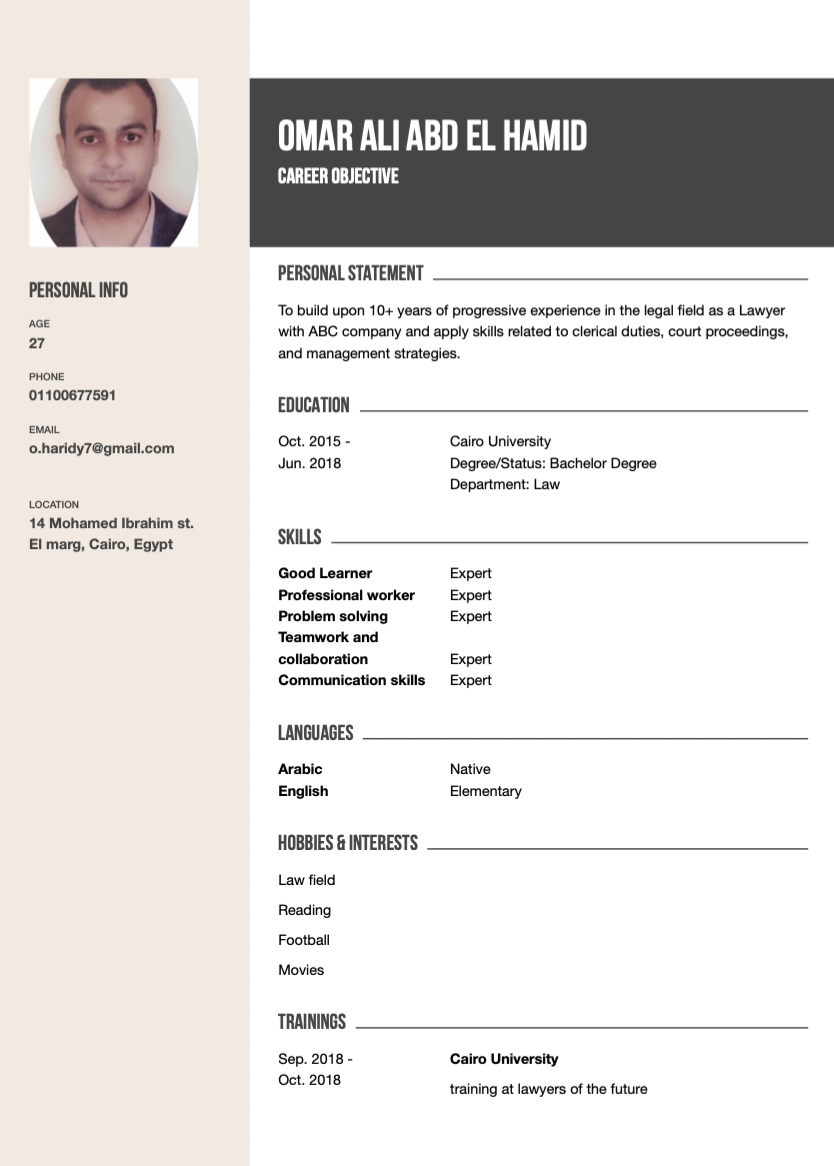 OMAR ALI ABD EL HAMID
CAREER OBJECTIVE
PERSONAL INFO
AGE
27
PHONE
01100677591
EMAIL
o.haridy7@gmail.com
LOCATION
14 Mohamed Ibrahim st.
El marg, Cairo, Egypt
PERSONAL STATEMENT
To build upon 10+ years of progressive experience in the legal field as a Lawyer
with ABC company and apply skills related to clerical duties, court proceedings,
and management strategies.
EDUCATION
Oct. 2015 - Cairo University
Jun. 2018 Degree/Status: Bachelor Degree
Department: Law
SKILLS
Good Learner Expert
Professional worker Expert
Problem solving Expert
Teamwork and
collaboration Expert
Communication skills Expert
LANGUAGES
Arabic Native
English Elementary
HOBBIES & INTERESTS
Law field
Reading
Football
Movies
TRAININGS
Sep. 2018 - Cairo University
Oct. 2018
training at lawyers of the future